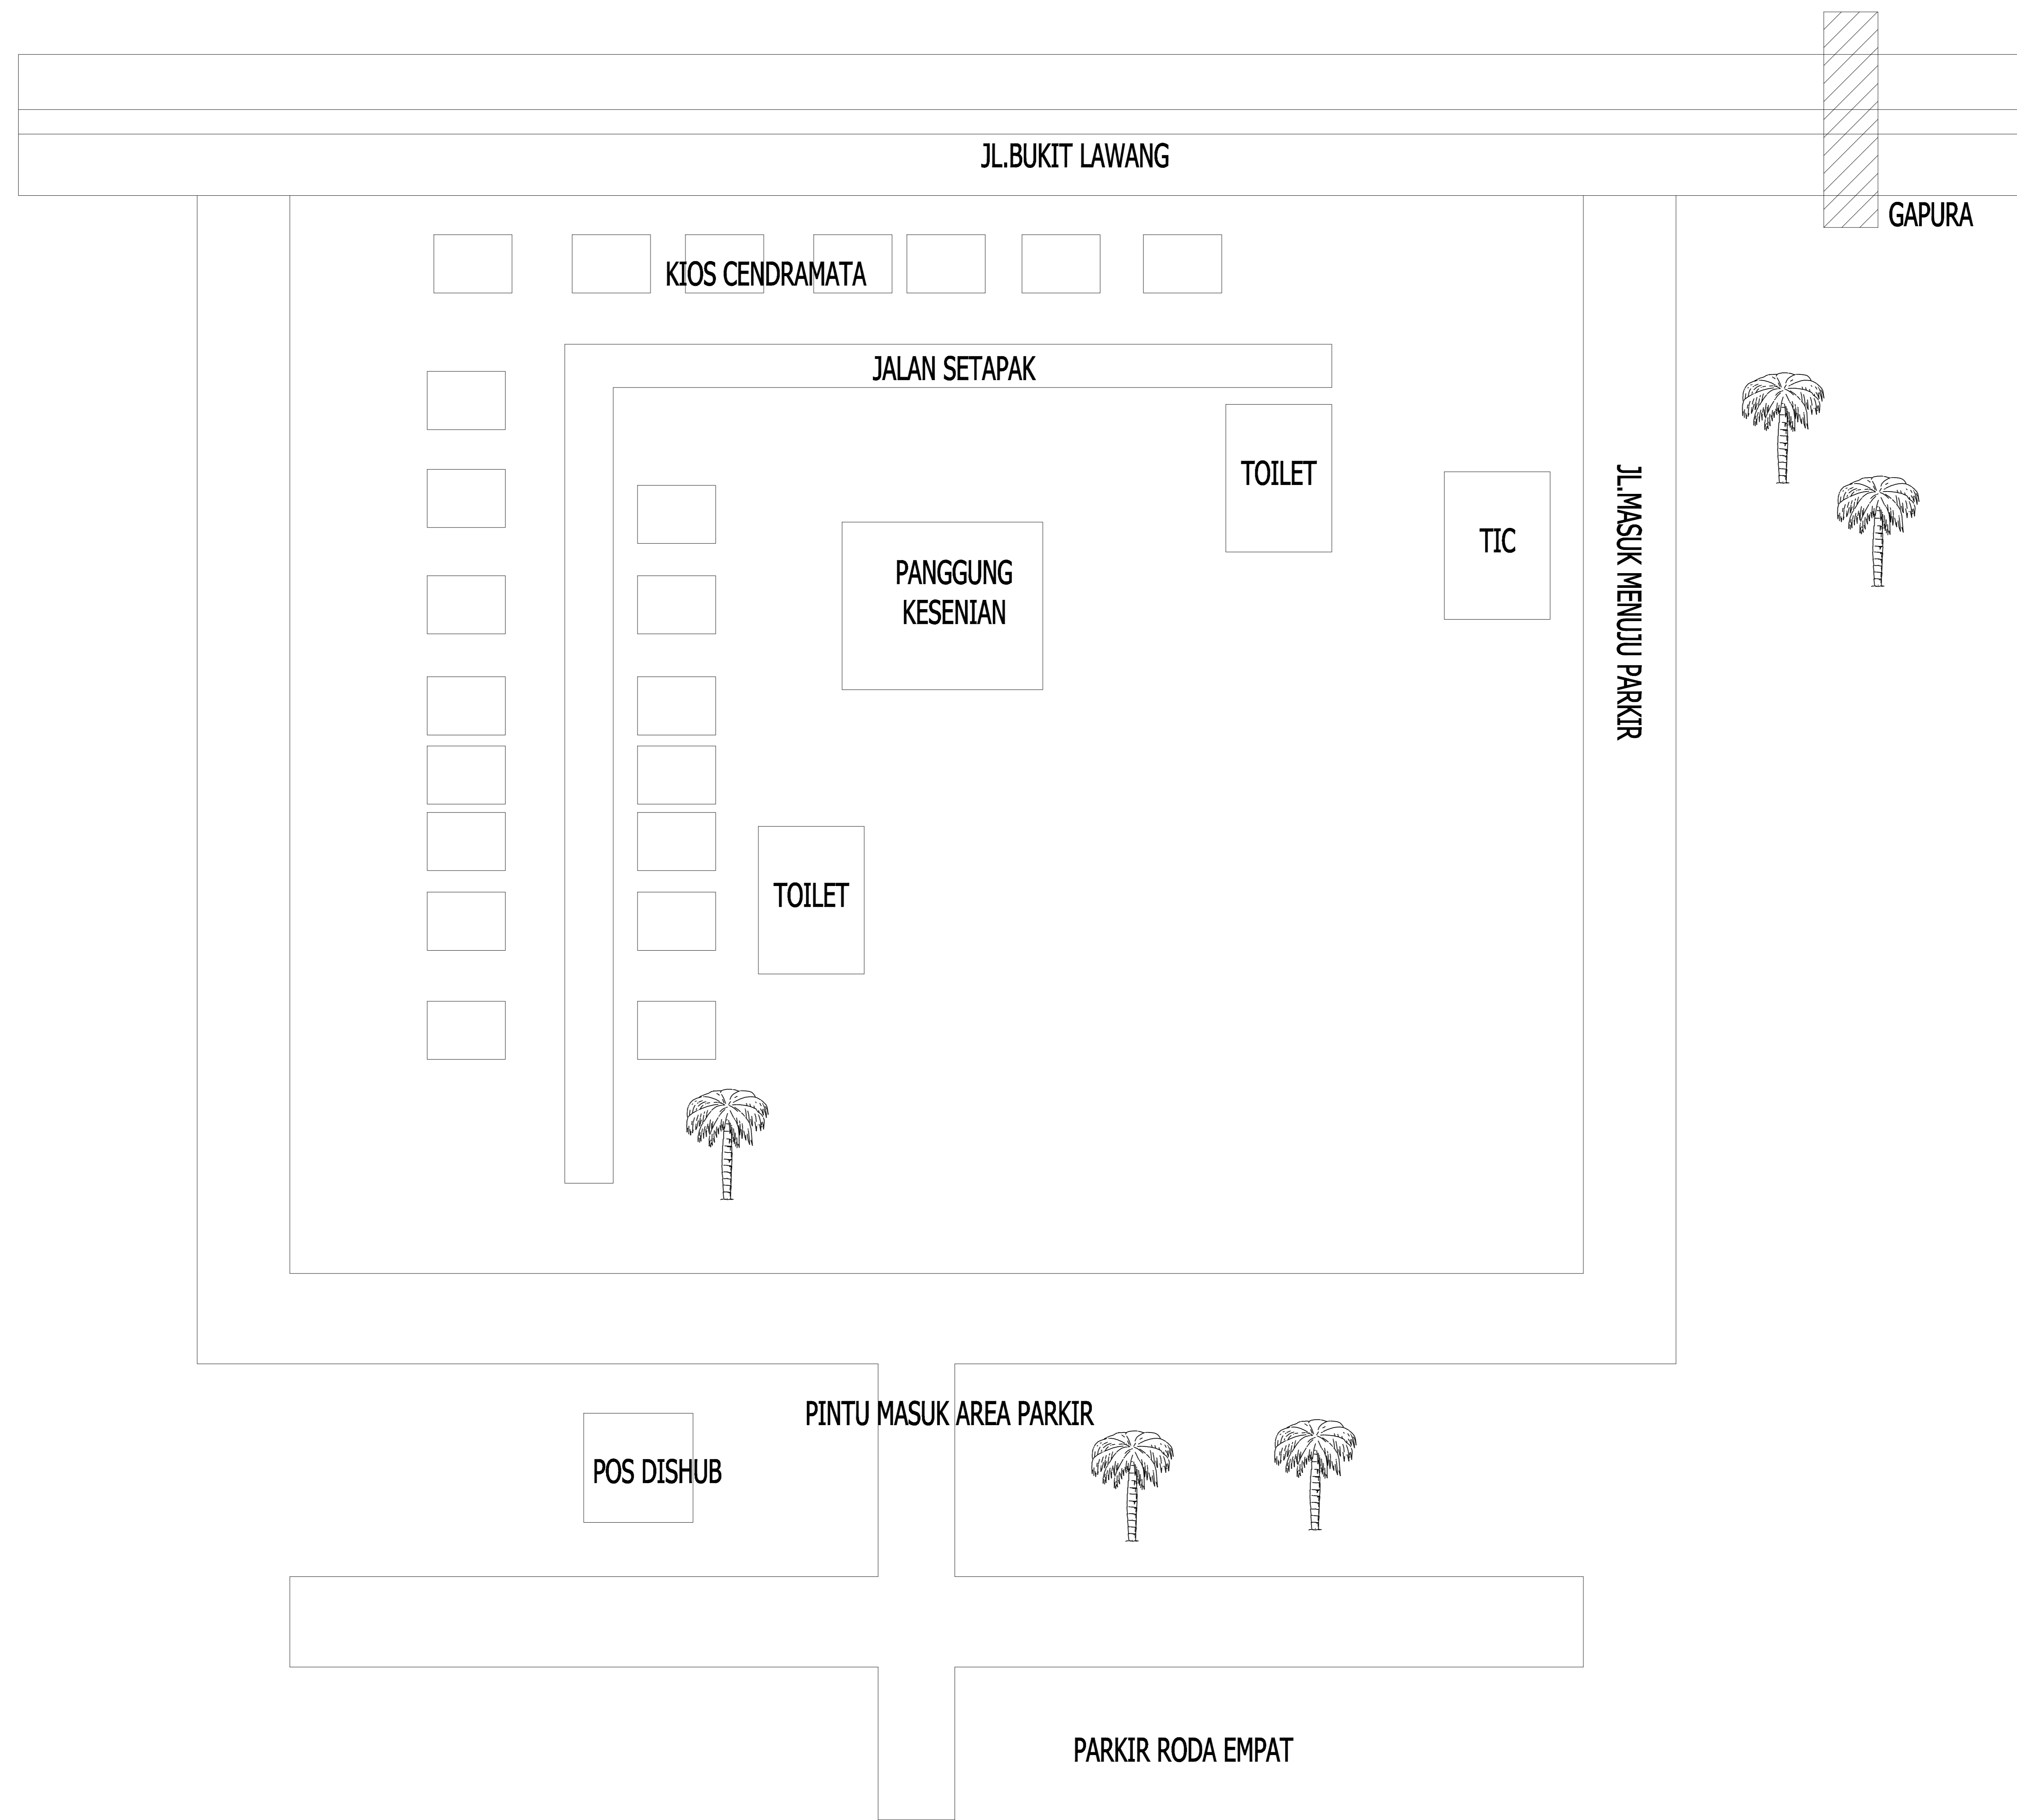 JL.BUKIT LAWANG
GAPURA
KIOS CENDRAMATA
JALAN SETAPAK
TOILET
TIC
JL.MASUK MENUJU PARKIR
PANGGUNG
KESENIAN
TOILET
PINTU MASUK AREA PARKIR
POS DISHUB
PARKIR RODA EMPAT